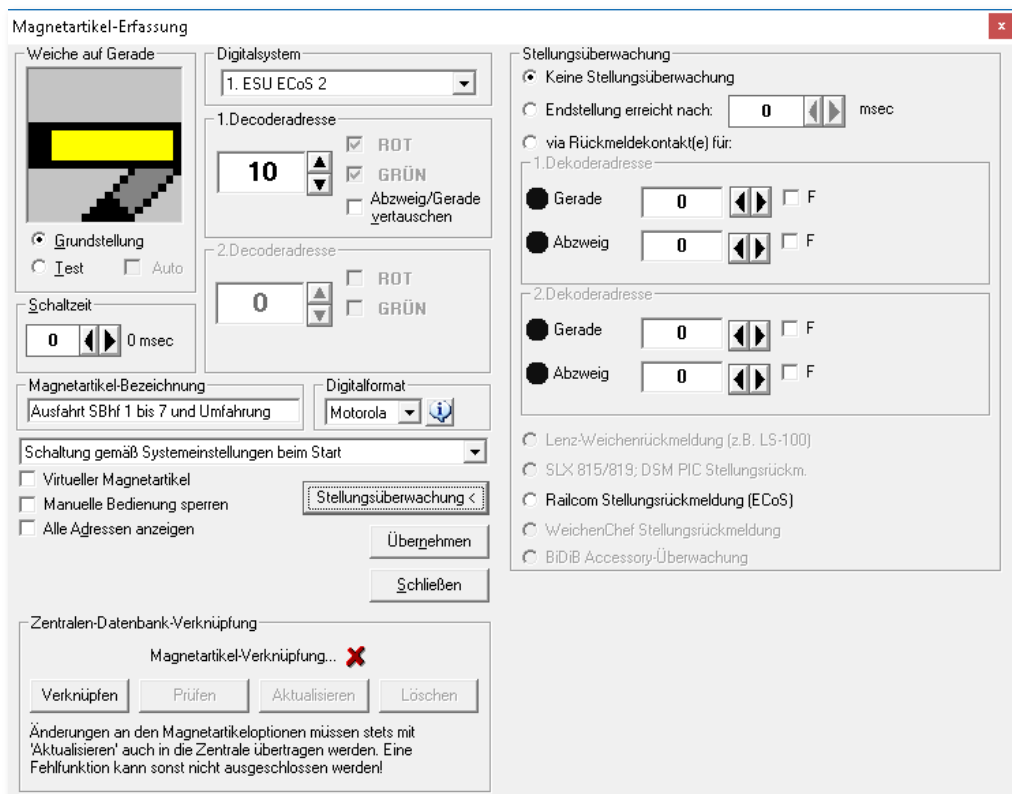 Magnetartikel-Erfassung
x
Weiche auf Gerade
Grundstellung
Test
Auto
Schaltzeit
0
0 msec
Digitalsystem
1. ESU ECoS 2
1.Decoderadresse
10
ROT
GRÜN
Abzweig/Gerade
vertauschen
2.Decoderadresse
0
ROT
GRÜN
Magnetartikel-Bezeichnung
Ausfahrt SBhf 1 bis 7 und Umfahrung
Digitalformat
Motorola
Schaltung gemäß Systemeinstellungen beim Start
Virtueller Magnetartikel
Manuelle Bedienung sperren
Alle Adressen anzeigen
Stellungsüberwachung <
Übernehmen
Schließen
Zentralen-Datenbank-Verknüpfung
Magnetartikel-Verknüpfung...
Verknüpfen Prüfen Aktualisieren Löschen
Änderungen an den Magnetartikeloptionen müssen stets mit
'Aktualisieren' auch in die Zentrale übertragen werden. Eine
Fehlfunktion kann sonst nicht ausgeschlossen werden!
Stellungsüberwachung
Keine Stellungsüberwachung
Endstellung erreicht nach: 0 msec
via Rückmeldekontakt(e) für:
1.Dekoderadresse
Gerade 0 F
Abzweig 0 F
2.Dekoderadresse
Gerade 0 F
Abzweig 0 F
Lenz-Weichenrückmeldung (z.B. LS-100)
SLX 815/819; DSM PIC Stellungsrückm.
Railcom Stellungsrückmeldung (ECoS)
WeichenChef Stellungsrückmeldung
BiDiB Accessory-Überwachung